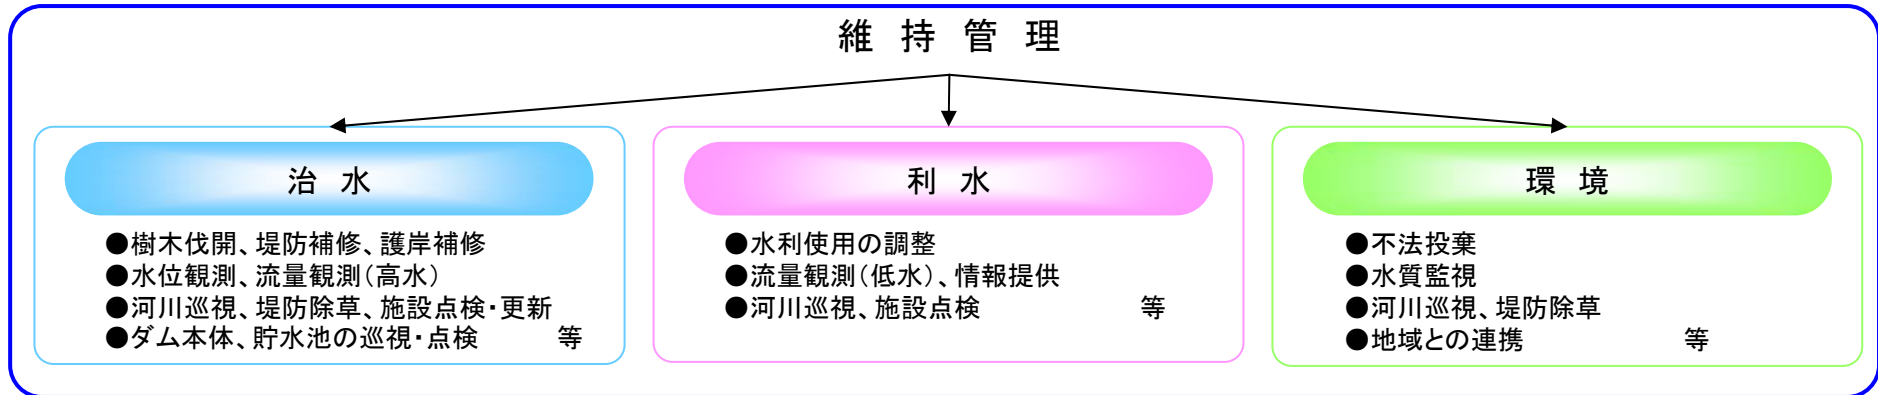 維 持 管 理
治 水
●樹木伐開、堤防補修、護岸補修
●水位観測、流量観測(高水)
●河川巡視、堤防除草、施設点検・更新
●ダム本体、貯水池の巡視・点検 等
利 水
●水利使用の調整
●流量観測(低水)、情報提供
●河川巡視、施設点検 等
環 境
●不法投棄
●水質監視
●河川巡視、堤防除草
●地域との連携 等